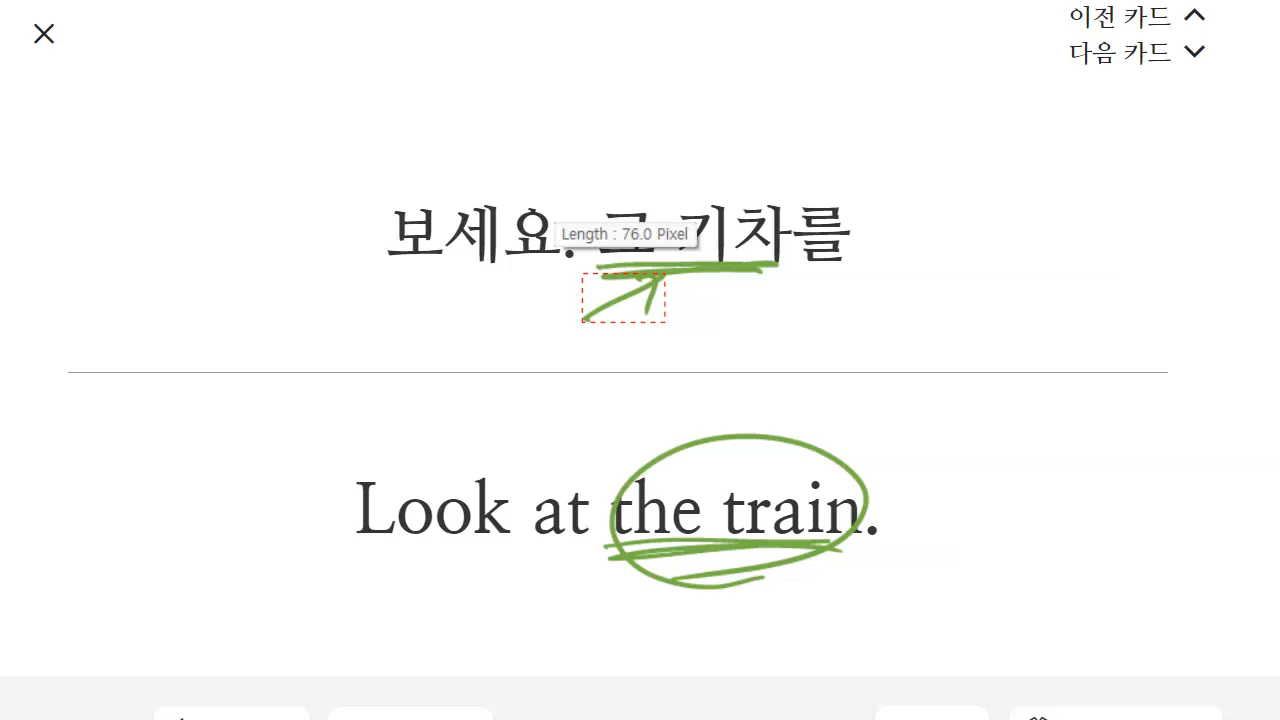 이전 카드
다음 카드
보세요. 그 기차를
Length : 76.0 Pixel
Look at the train.